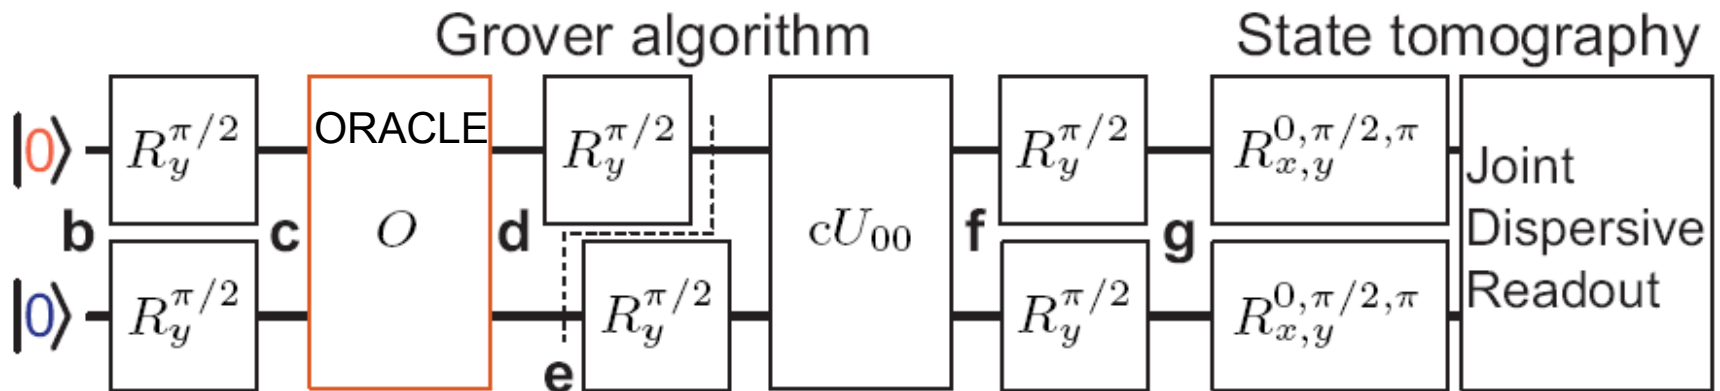 Grover algorithm State tomography
|0⟩ R_y^{π/2} ORACLE R_y^{π/2} R_y^{π/2} R_{x,y}^{0,π/2,π} Joint
b c O d cU_{00} f g Dispersive
|0⟩ R_y^{π/2} R_y^{π/2} R_y^{π/2} R_{x,y}^{0,π/2,π} Readout
e